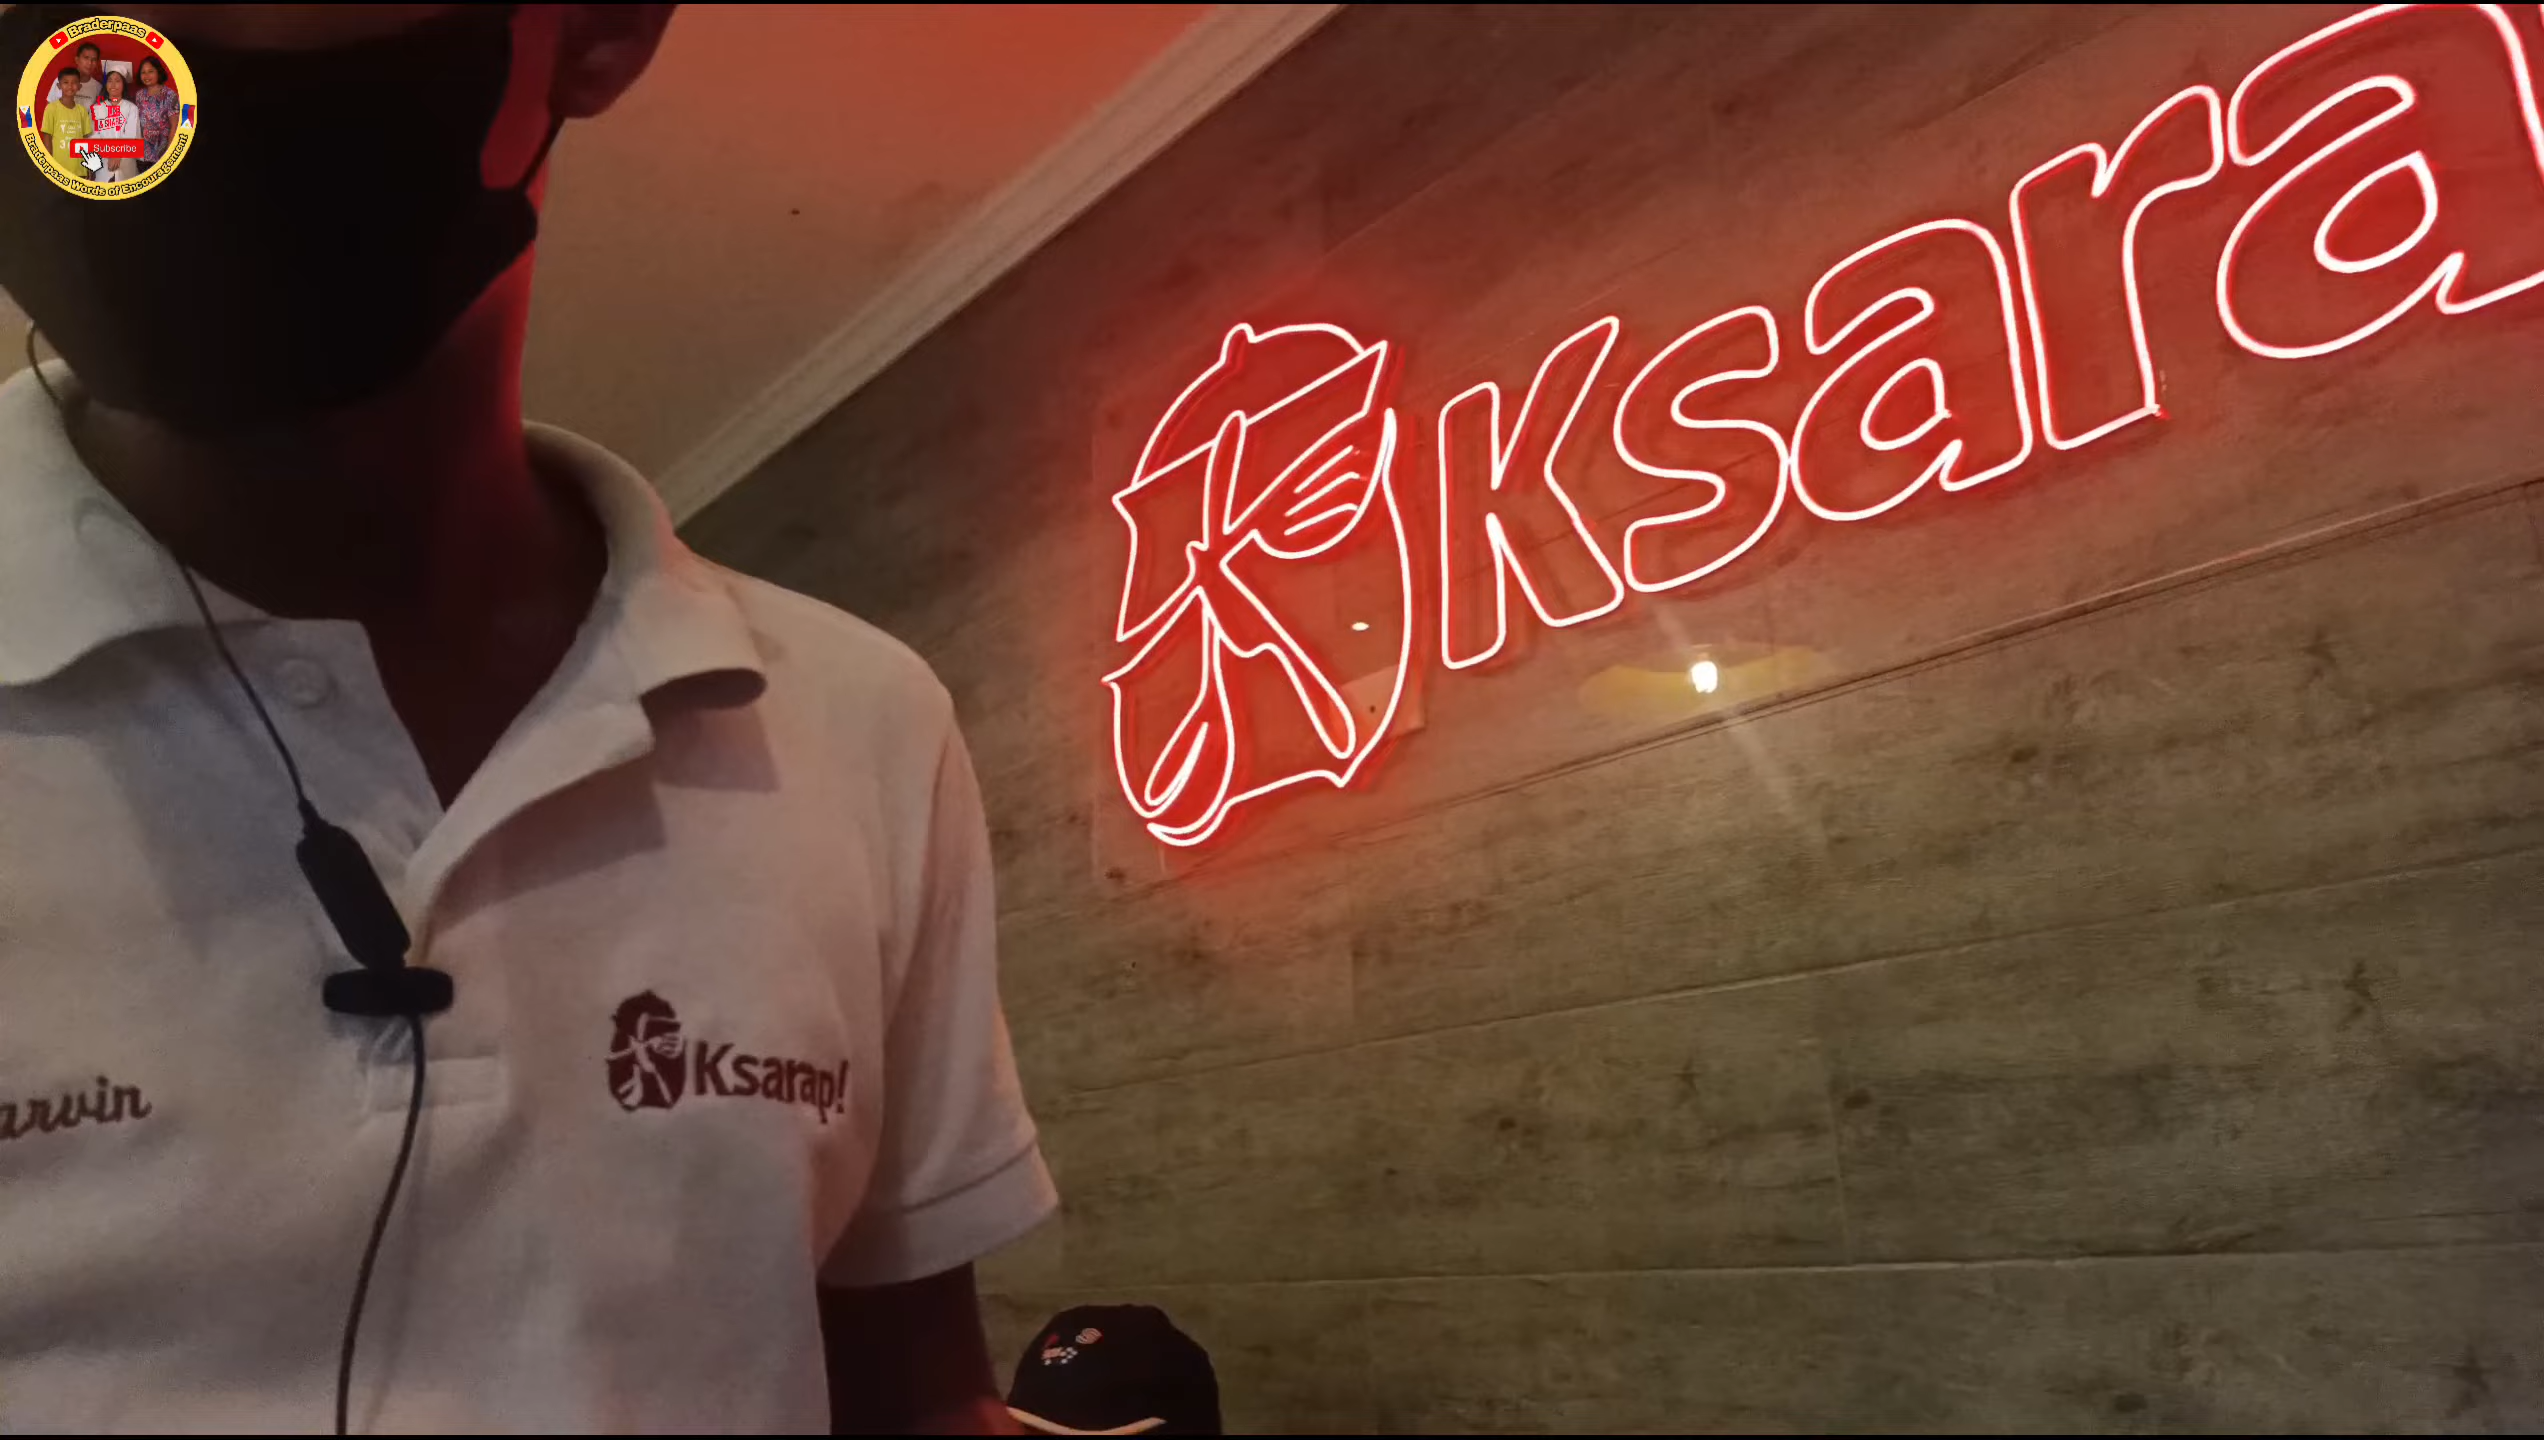 Braderpaas
Subscribe
Braderpaas Words of Encouragement
Ksara
arvin
Ksarap!